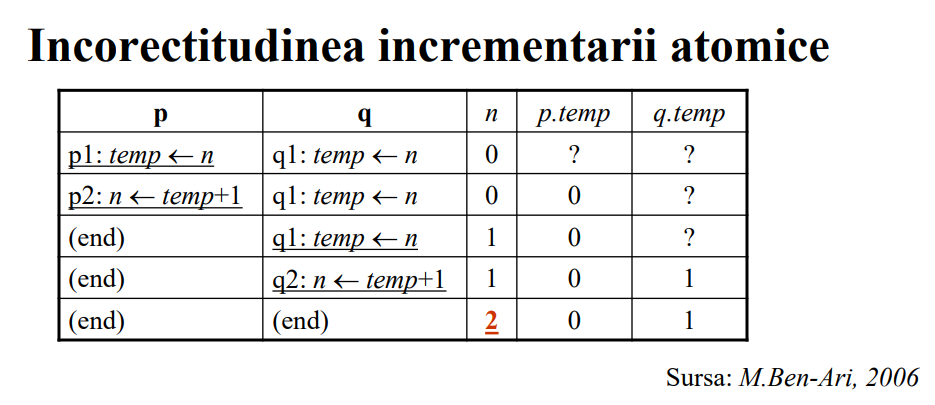 Incorectitudinea incrementarii atomice
p q n p.temp q.temp
p1: temp ← n q1: temp ← n 0 ? ?
p2: n ← temp+1 q1: temp ← n 0 0 ?
(end) q1: temp ← n 1 0 ?
(end) q2: n ← temp+1 1 0 1
(end) (end) 2 0 1
Sursa: M.Ben-Ari, 2006